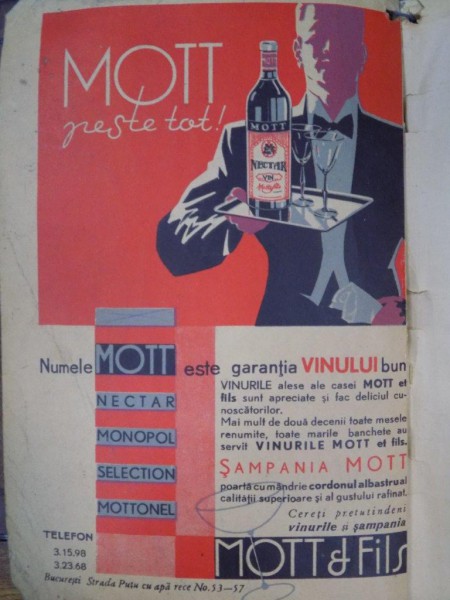 MOTT
peste tot!
MOTT
NECTAR
VIN
Numele MOTT este garanția VINULUI bun
NECTAR
MONOPOL
SELECTION
MOTTONEL
VINURILE alese ale casei MOTT et
fils sunt apreciate și fac deliciul cu-
noscătorilor.
Mai mult de două decenii toate mesele
renumite, toate marile banchete au
servit VINURILE MOTT et fils.
ȘAMPANIA MOTT
poartă cu mândrie cordonul albastru al
calității superioare și al gustului rafinat.
Cereți pretutindeni
vinurile și șampania
MOTT & Fils
TELEFON
3.15.98
3.23.68
București Strada Puțu cu apă rece No. 53—57